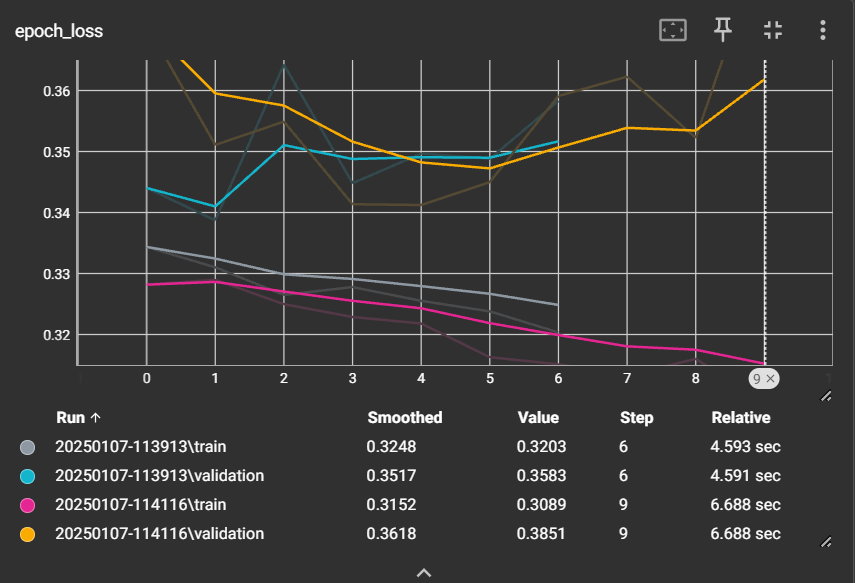 epoch_loss
0.36
0.35
0.34
0.33
0.32
0 1 2 3 4 5 6 7 8 9 ×
Run ↑ Smoothed Value Step Relative
20250107-113913\train 0.3248 0.3203 6 4.593 sec
20250107-113913\validation 0.3517 0.3583 6 4.591 sec
20250107-114116\train 0.3152 0.3089 9 6.688 sec
20250107-114116\validation 0.3618 0.3851 9 6.688 sec